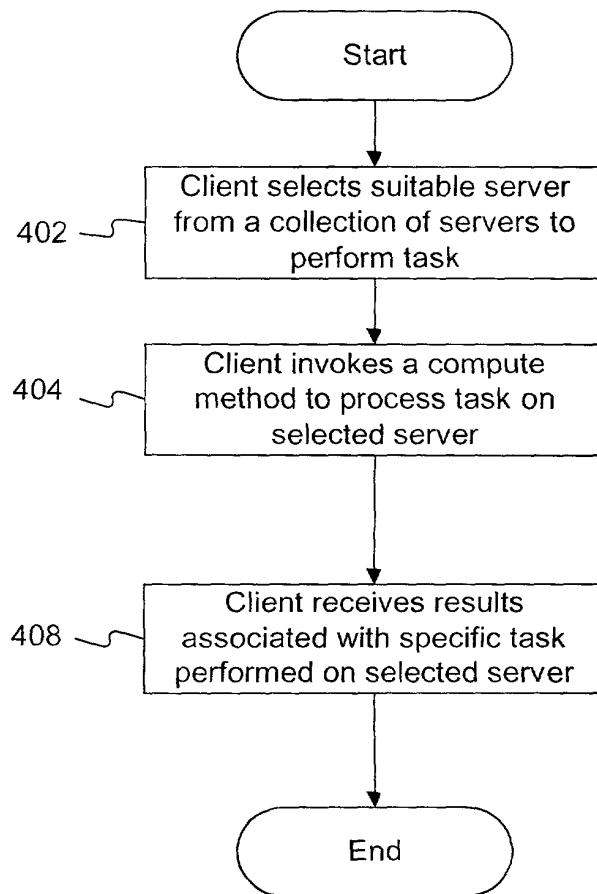 Start
402
Client selects suitable server
from a collection of servers to
perform task
404
Client invokes a compute
method to process task on
selected server
408
Client receives results
associated with specific task
performed on selected server
End